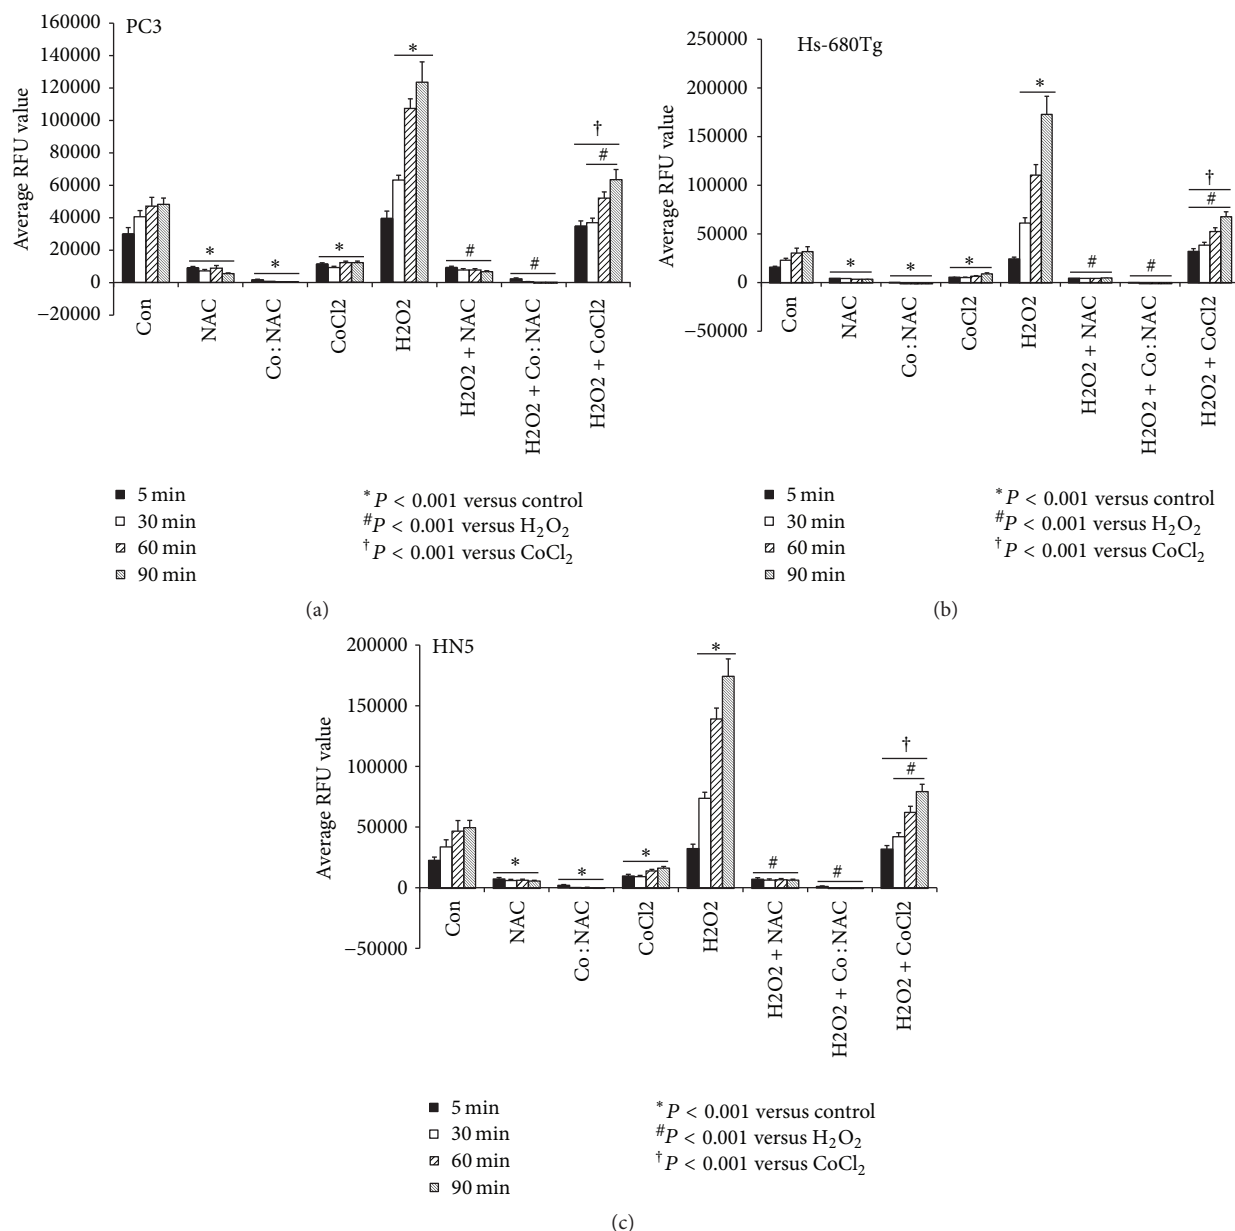 PC3
Average RFU value
160000
140000
120000
100000
80000
60000
40000
20000
0
−20000
* * * * # # † #
Con
NAC
Co : NAC
CoCl2
H2O2
H2O2 + NAC
H2O2 + Co : NAC
H2O2 + CoCl2
5 min
30 min
60 min
90 min
*P < 0.001 versus control
#P < 0.001 versus H₂O₂
†P < 0.001 versus CoCl₂
(a)
Hs-680Tg
Average RFU value
250000
200000
150000
100000
50000
0
−50000
* * * * # # † #
Con
NAC
Co : NAC
CoCl2
H2O2
H2O2 + NAC
H2O2 + Co : NAC
H2O2 + CoCl2
5 min
30 min
60 min
90 min
*P < 0.001 versus control
#P < 0.001 versus H₂O₂
†P < 0.001 versus CoCl₂
(b)
HN5
Average RFU value
200000
150000
100000
50000
0
−50000
* * * * # # † #
Con
NAC
Co : NAC
CoCl2
H2O2
H2O2 + NAC
H2O2 + Co : NAC
H2O2 + CoCl2
5 min
30 min
60 min
90 min
*P < 0.001 versus control
#P < 0.001 versus H₂O₂
†P < 0.001 versus CoCl₂
(c)